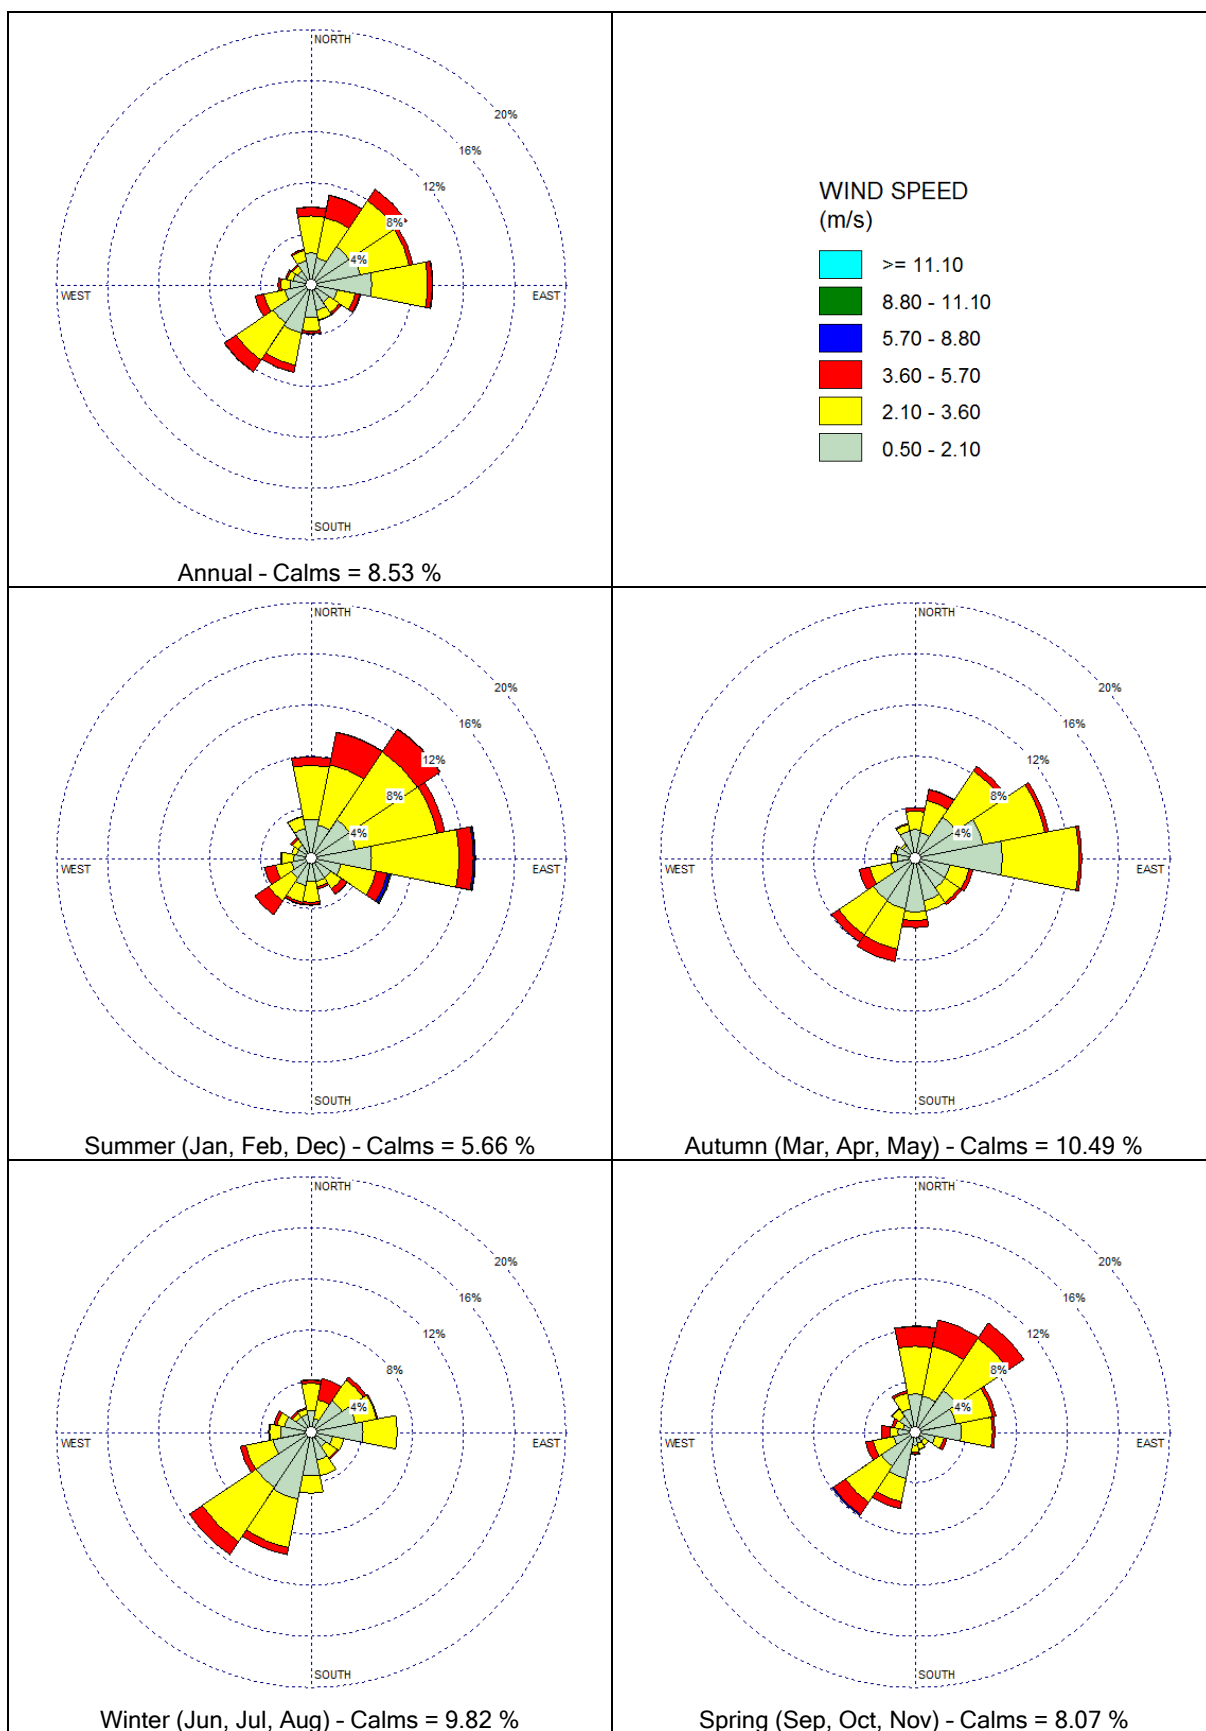 NORTH
20%
16%
12%
8%
4%
WEST
EAST
SOUTH
Annual - Calms = 8.53 %
WIND SPEED
(m/s)
>= 11.10
8.80 - 11.10
5.70 - 8.80
3.60 - 5.70
2.10 - 3.60
0.50 - 2.10
NORTH
20%
16%
12%
8%
4%
WEST
EAST
SOUTH
Summer (Jan, Feb, Dec) - Calms = 5.66 %
NORTH
20%
16%
12%
8%
4%
WEST
EAST
SOUTH
Autumn (Mar, Apr, May) - Calms = 10.49 %
NORTH
20%
16%
12%
8%
4%
WEST
EAST
SOUTH
Winter (Jun, Jul, Aug) - Calms = 9.82 %
NORTH
20%
16%
12%
8%
4%
WEST
EAST
SOUTH
Spring (Sep, Oct, Nov) - Calms = 8.07 %